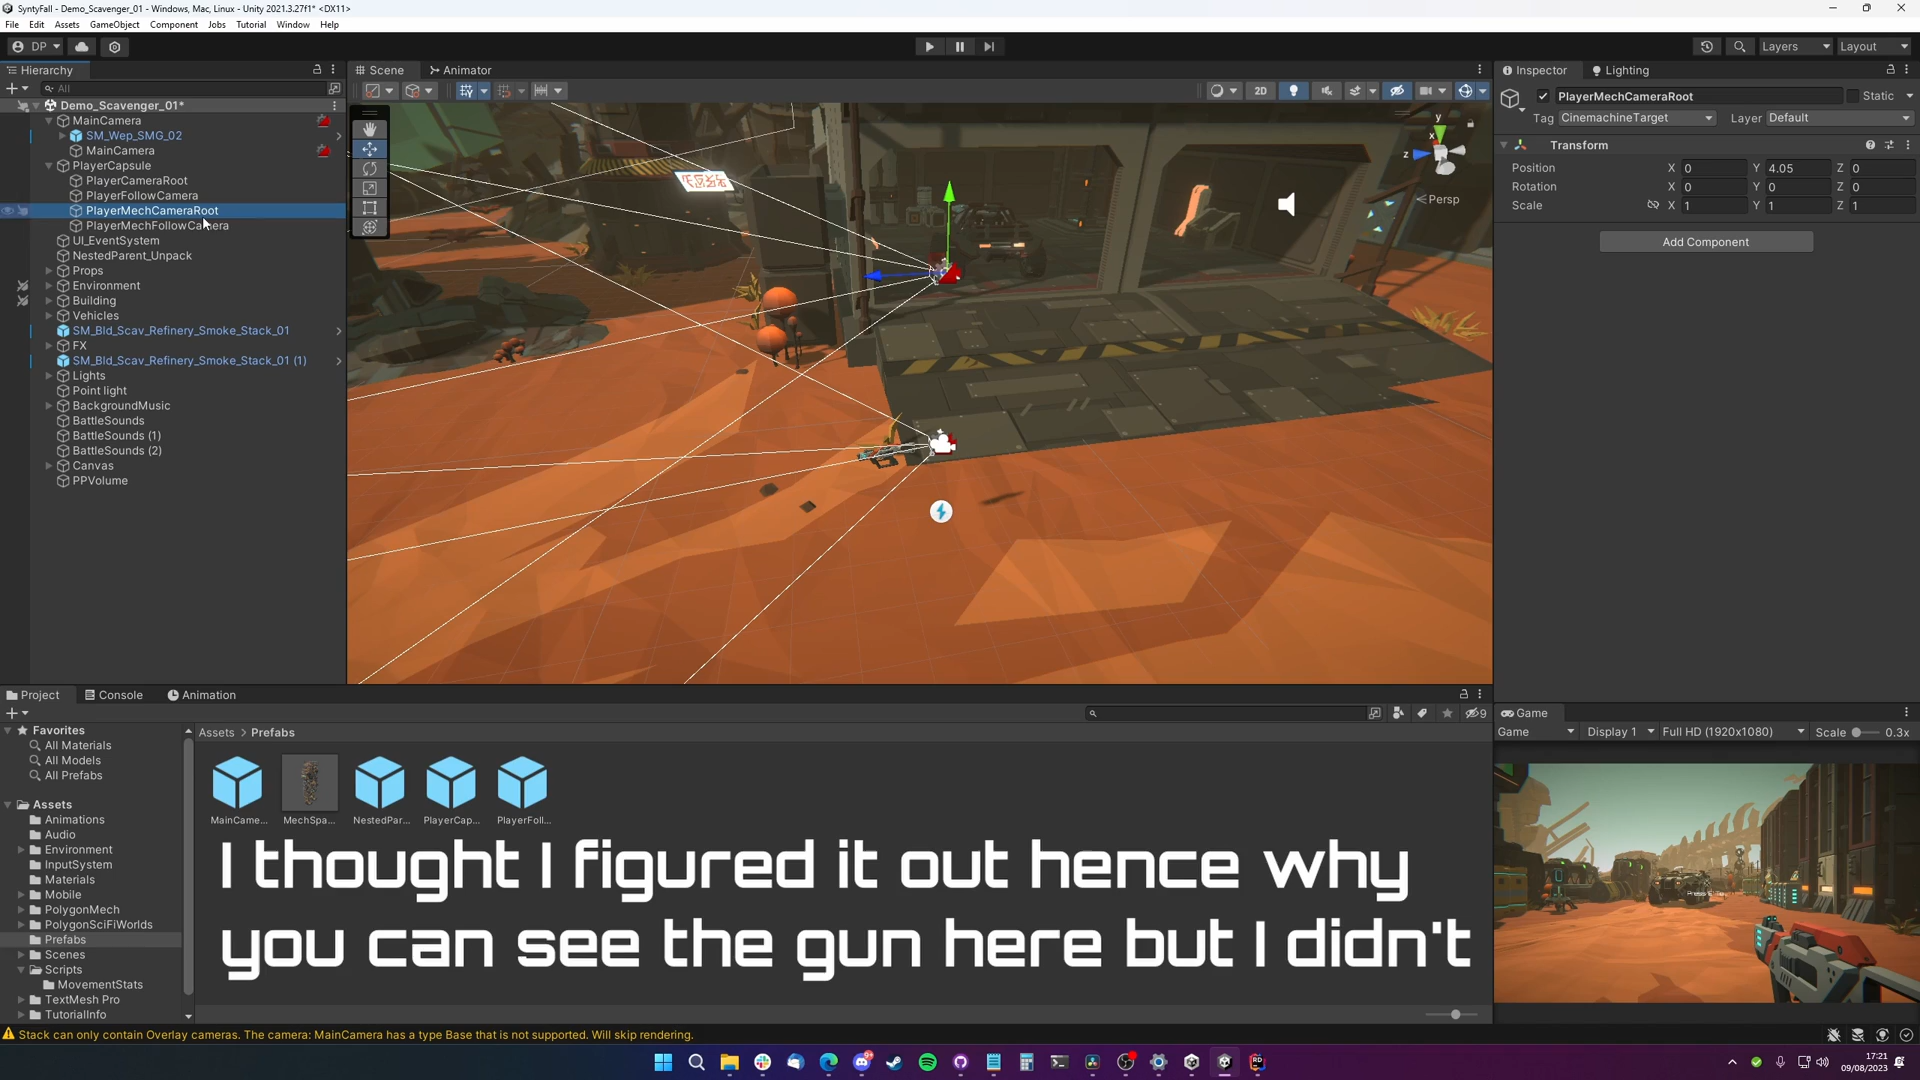 SyntyFall - Demo_Scavenger_01 - Windows, Mac, Linux - Unity 2021.3.27f1* <DX11>
File Edit Assets GameObject Component Jobs Tutorial Window Help
DP Layers Layout
Hierarchy
All
Demo_Scavenger_01*
MainCamera
SM_Wep_SMG_02
MainCamera
PlayerCapsule
PlayerCameraRoot
PlayerFollowCamera
PlayerMechCameraRoot
PlayerMechFollowCamera
UI_EventSystem
NestedParent_Unpack
Props
Environment
Building
Vehicles
SM_Bld_Scav_Refinery_Smoke_Stack_01
FX
SM_Bld_Scav_Refinery_Smoke_Stack_01 (1)
Lights
Point light
BackgroundMusic
BattleSounds
BattleSounds (1)
BattleSounds (2)
Canvas
PPVolume
Scene Animator
2D
y
x
z
Persp
Inspector Lighting
PlayerMechCameraRoot Static
Tag CinemachineTarget Layer Default
Transform
Position X 0 Y 4.05 Z 0
Rotation X 0 Y 0 Z 0
Scale X 1 Y 1 Z 1
Add Component
Project Console Animation
9
Favorites
All Materials
All Models
All Prefabs
Assets
Animations
Audio
Environment
InputSystem
Materials
Mobile
PolygonMech
PolygonSciFiWorlds
Prefabs
Scenes
Scripts
MovementStats
TextMesh Pro
TutorialInfo
Assets > Prefabs
MainCame... MechSpa... NestedPar... PlayerCap... PlayerFoll...
I thought I figured it out hence why
you can see the gun here but I didn't
Game
Game Display 1 Full HD (1920x1080) Scale 0.3x
Stack can only contain Overlay cameras. The camera: MainCamera has a type Base that is not supported. Will skip rendering.
17:21
09/08/2023